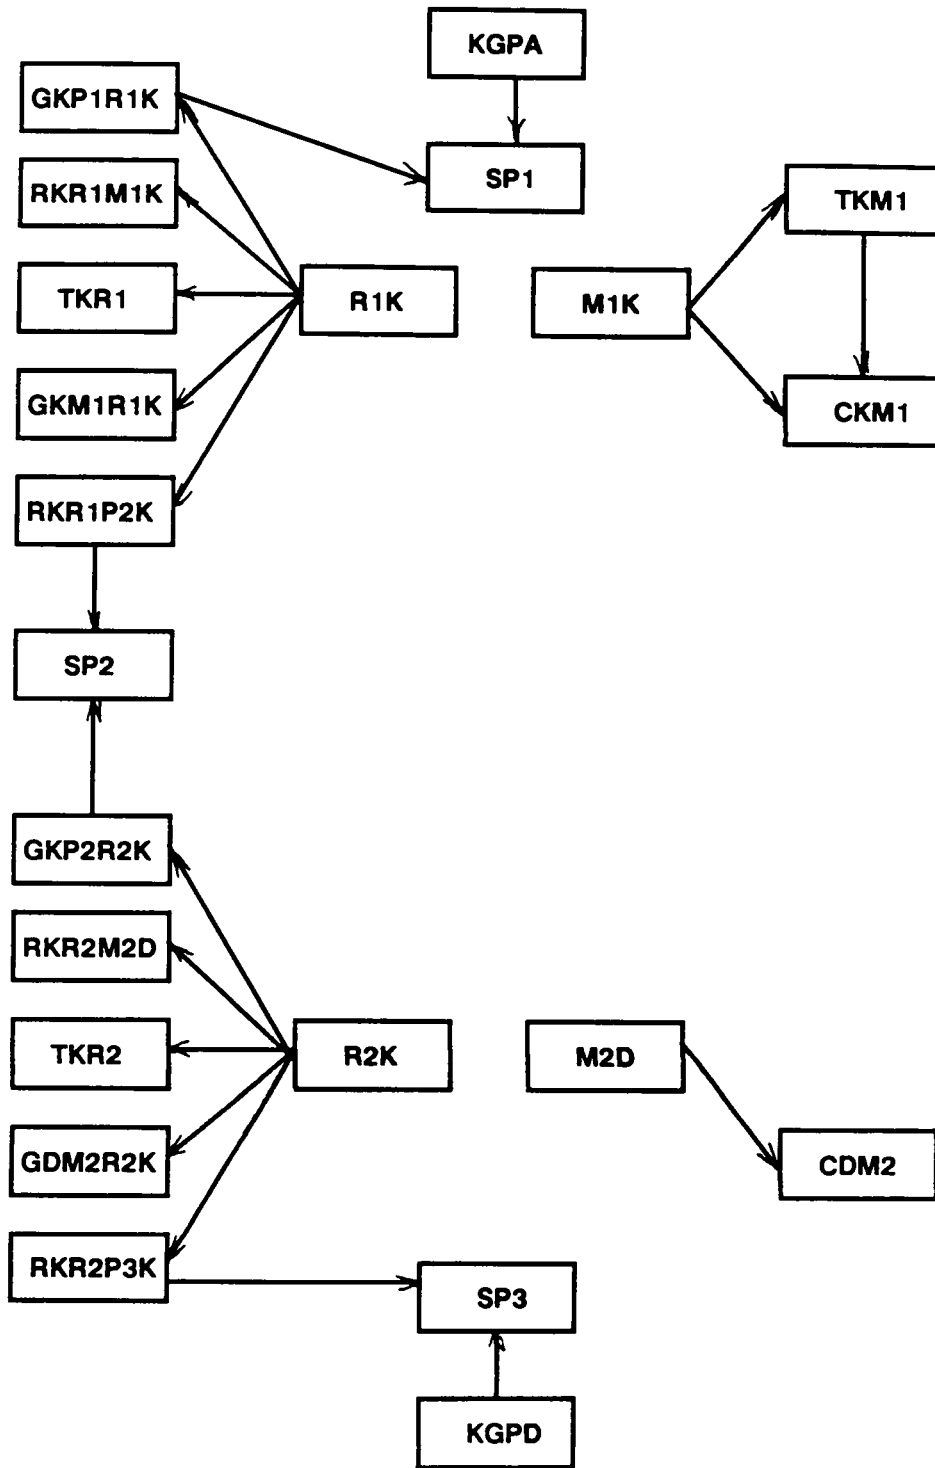 KGPA
GKP1R1K
SP1
RKR1M1K
TKM1
TKR1
R1K
M1K
GKM1R1K
CKM1
RKR1P2K
SP2
GKP2R2K
RKR2M2D
TKR2
R2K
M2D
GDM2R2K
CDM2
RKR2P3K
SP3
KGPD